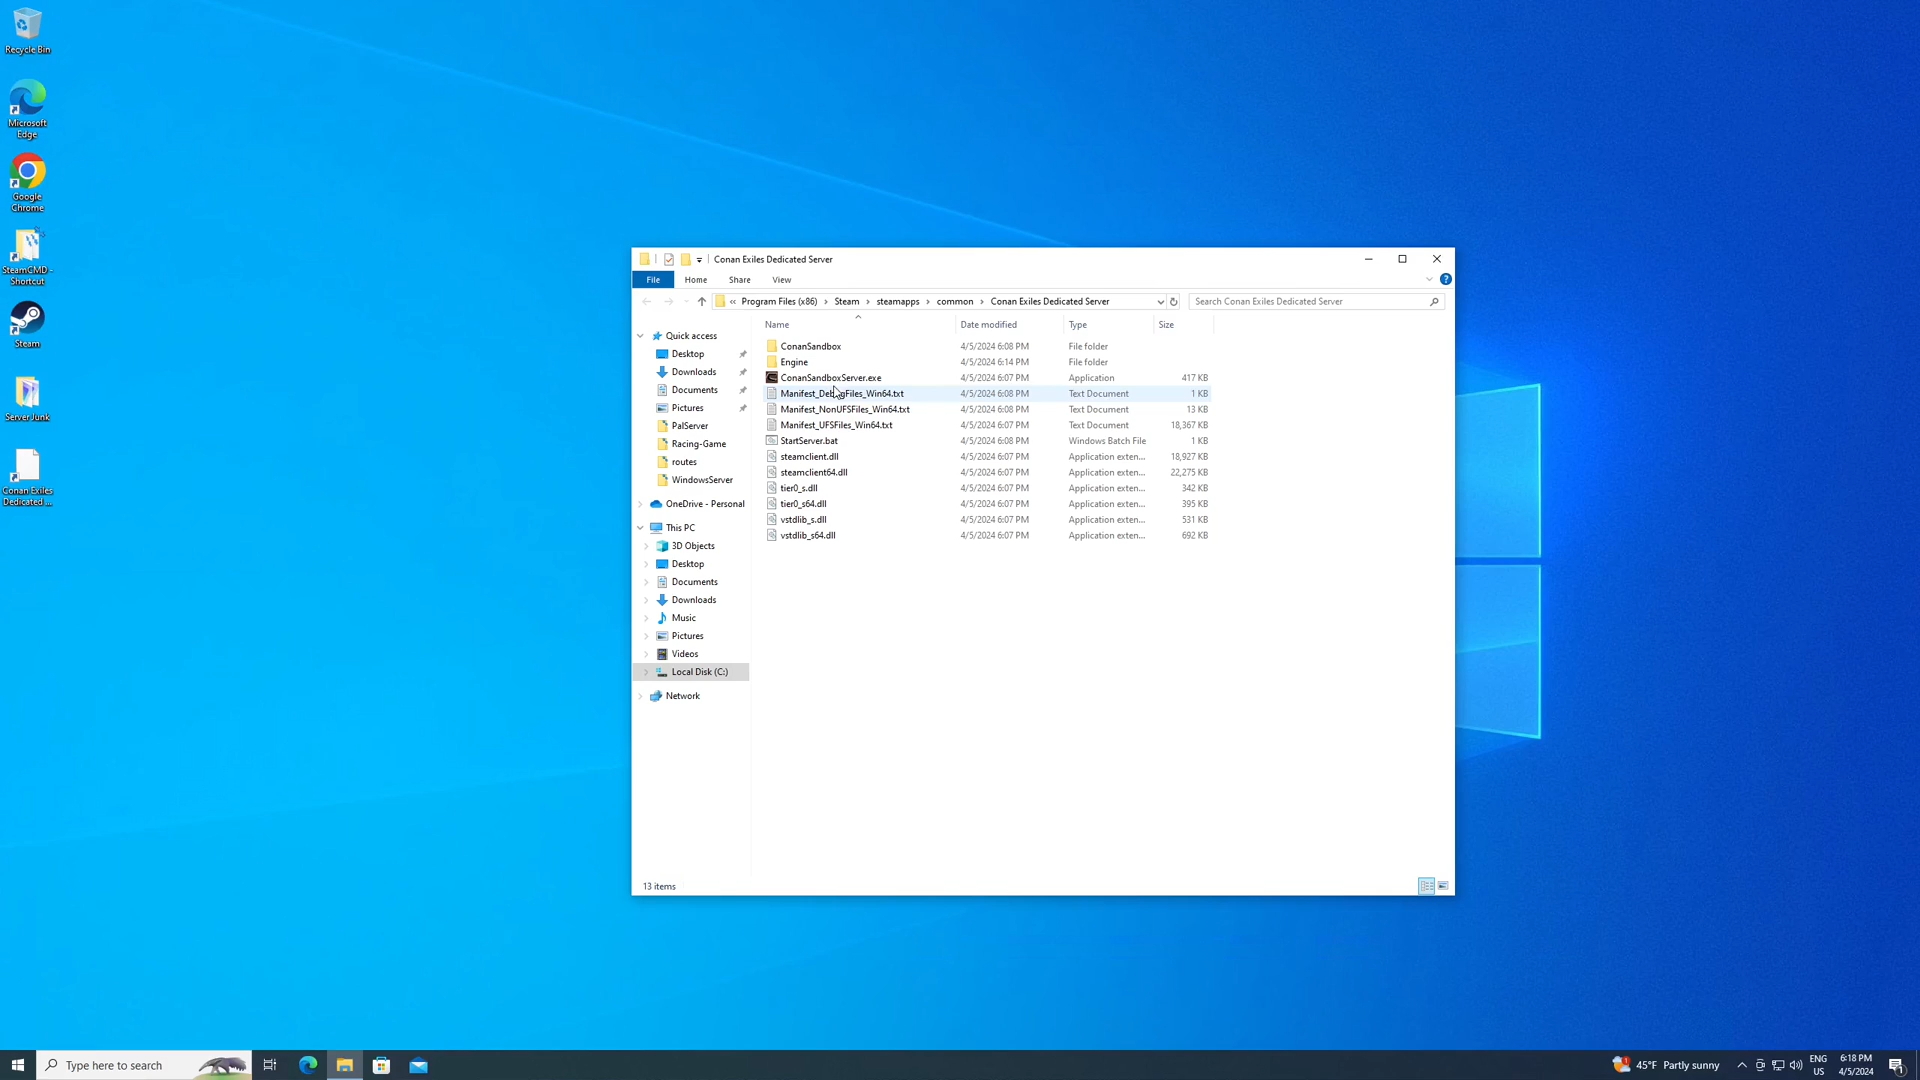 Recycle Bin
Microsoft
Edge
Google
Chrome
SteamCMD -
Shortcut
Steam
Server Junk
Conan Exiles
Dedicated ...
Conan Exiles Dedicated Server
File Home Share View
« Program Files (x86) › Steam › steamapps › common › Conan Exiles Dedicated Server
Search Conan Exiles Dedicated Server
Quick access
Desktop
Downloads
Documents
Pictures
PalServer
Racing-Game
routes
WindowsServer
OneDrive - Personal
This PC
3D Objects
Desktop
Documents
Downloads
Music
Pictures
Videos
Local Disk (C:)
Network
Name Date modified Type Size
ConanSandbox 4/5/2024 6:08 PM File folder
Engine 4/5/2024 6:14 PM File folder
ConanSandboxServer.exe 4/5/2024 6:07 PM Application 417 KB
Manifest_DebugFiles_Win64.txt 4/5/2024 6:08 PM Text Document 1 KB
Manifest_NonUFSFiles_Win64.txt 4/5/2024 6:08 PM Text Document 13 KB
Manifest_UFSFiles_Win64.txt 4/5/2024 6:07 PM Text Document 18,367 KB
StartServer.bat 4/5/2024 6:08 PM Windows Batch File 1 KB
steamclient.dll 4/5/2024 6:07 PM Application exten... 18,927 KB
steamclient64.dll 4/5/2024 6:07 PM Application exten... 22,275 KB
tier0_s.dll 4/5/2024 6:07 PM Application exten... 342 KB
tier0_s64.dll 4/5/2024 6:07 PM Application exten... 395 KB
vstdlib_s.dll 4/5/2024 6:07 PM Application exten... 531 KB
vstdlib_s64.dll 4/5/2024 6:07 PM Application exten... 692 KB
13 items
Type here to search
1
45°F Partly sunny
ENG
US
6:18 PM
4/5/2024
1